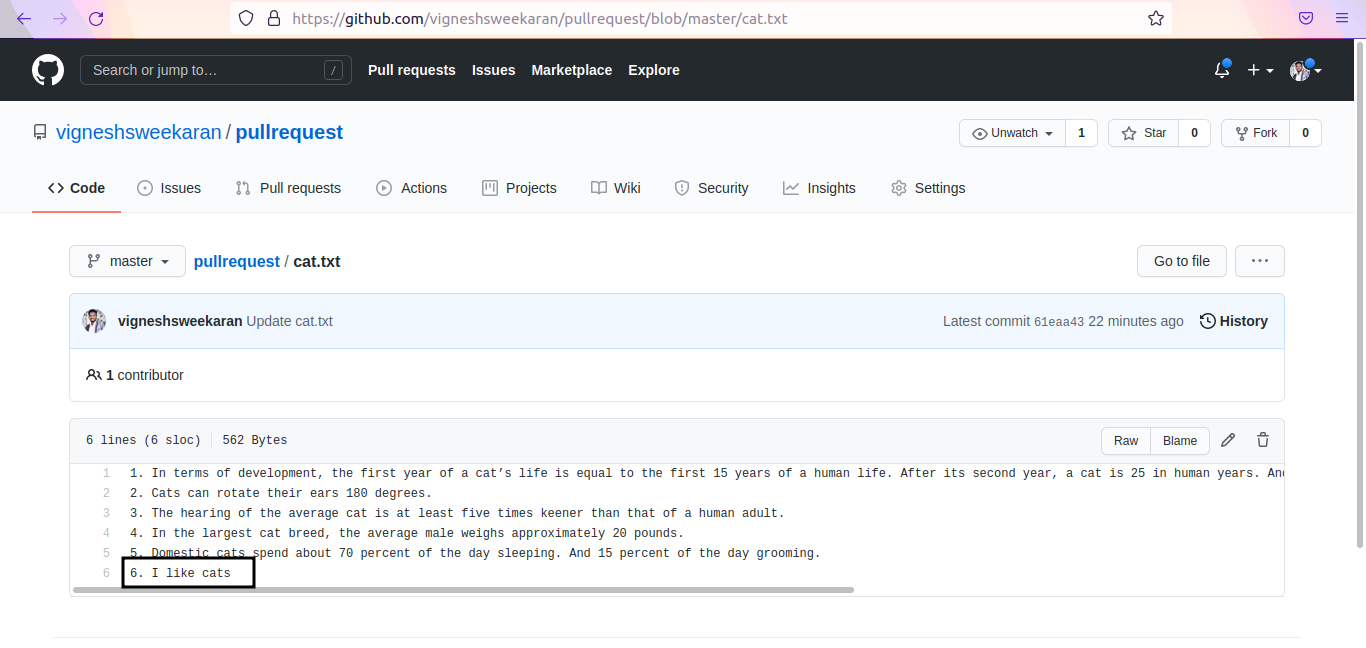 https://github.com/vigneshsweekaran/pullrequest/blob/master/cat.txt
Search or jump to… / Pull requests Issues Marketplace Explore
vigneshsweekaran / pullrequest Unwatch 1 Star 0 Fork 0
Code Issues Pull requests Actions Projects Wiki Security Insights Settings
master pullrequest / cat.txt Go to file ...
vigneshsweekaran Update cat.txt Latest commit 61eaa43 22 minutes ago History
1 contributor
6 lines (6 sloc) 562 Bytes Raw Blame
1 1. In terms of development, the first year of a cat’s life is equal to the first 15 years of a human life. After its second year, a cat is 25 in human years. And
2 2. Cats can rotate their ears 180 degrees.
3 3. The hearing of the average cat is at least five times keener than that of a human adult.
4 4. In the largest cat breed, the average male weighs approximately 20 pounds.
5 5. Domestic cats spend about 70 percent of the day sleeping. And 15 percent of the day grooming.
6 6. I like cats